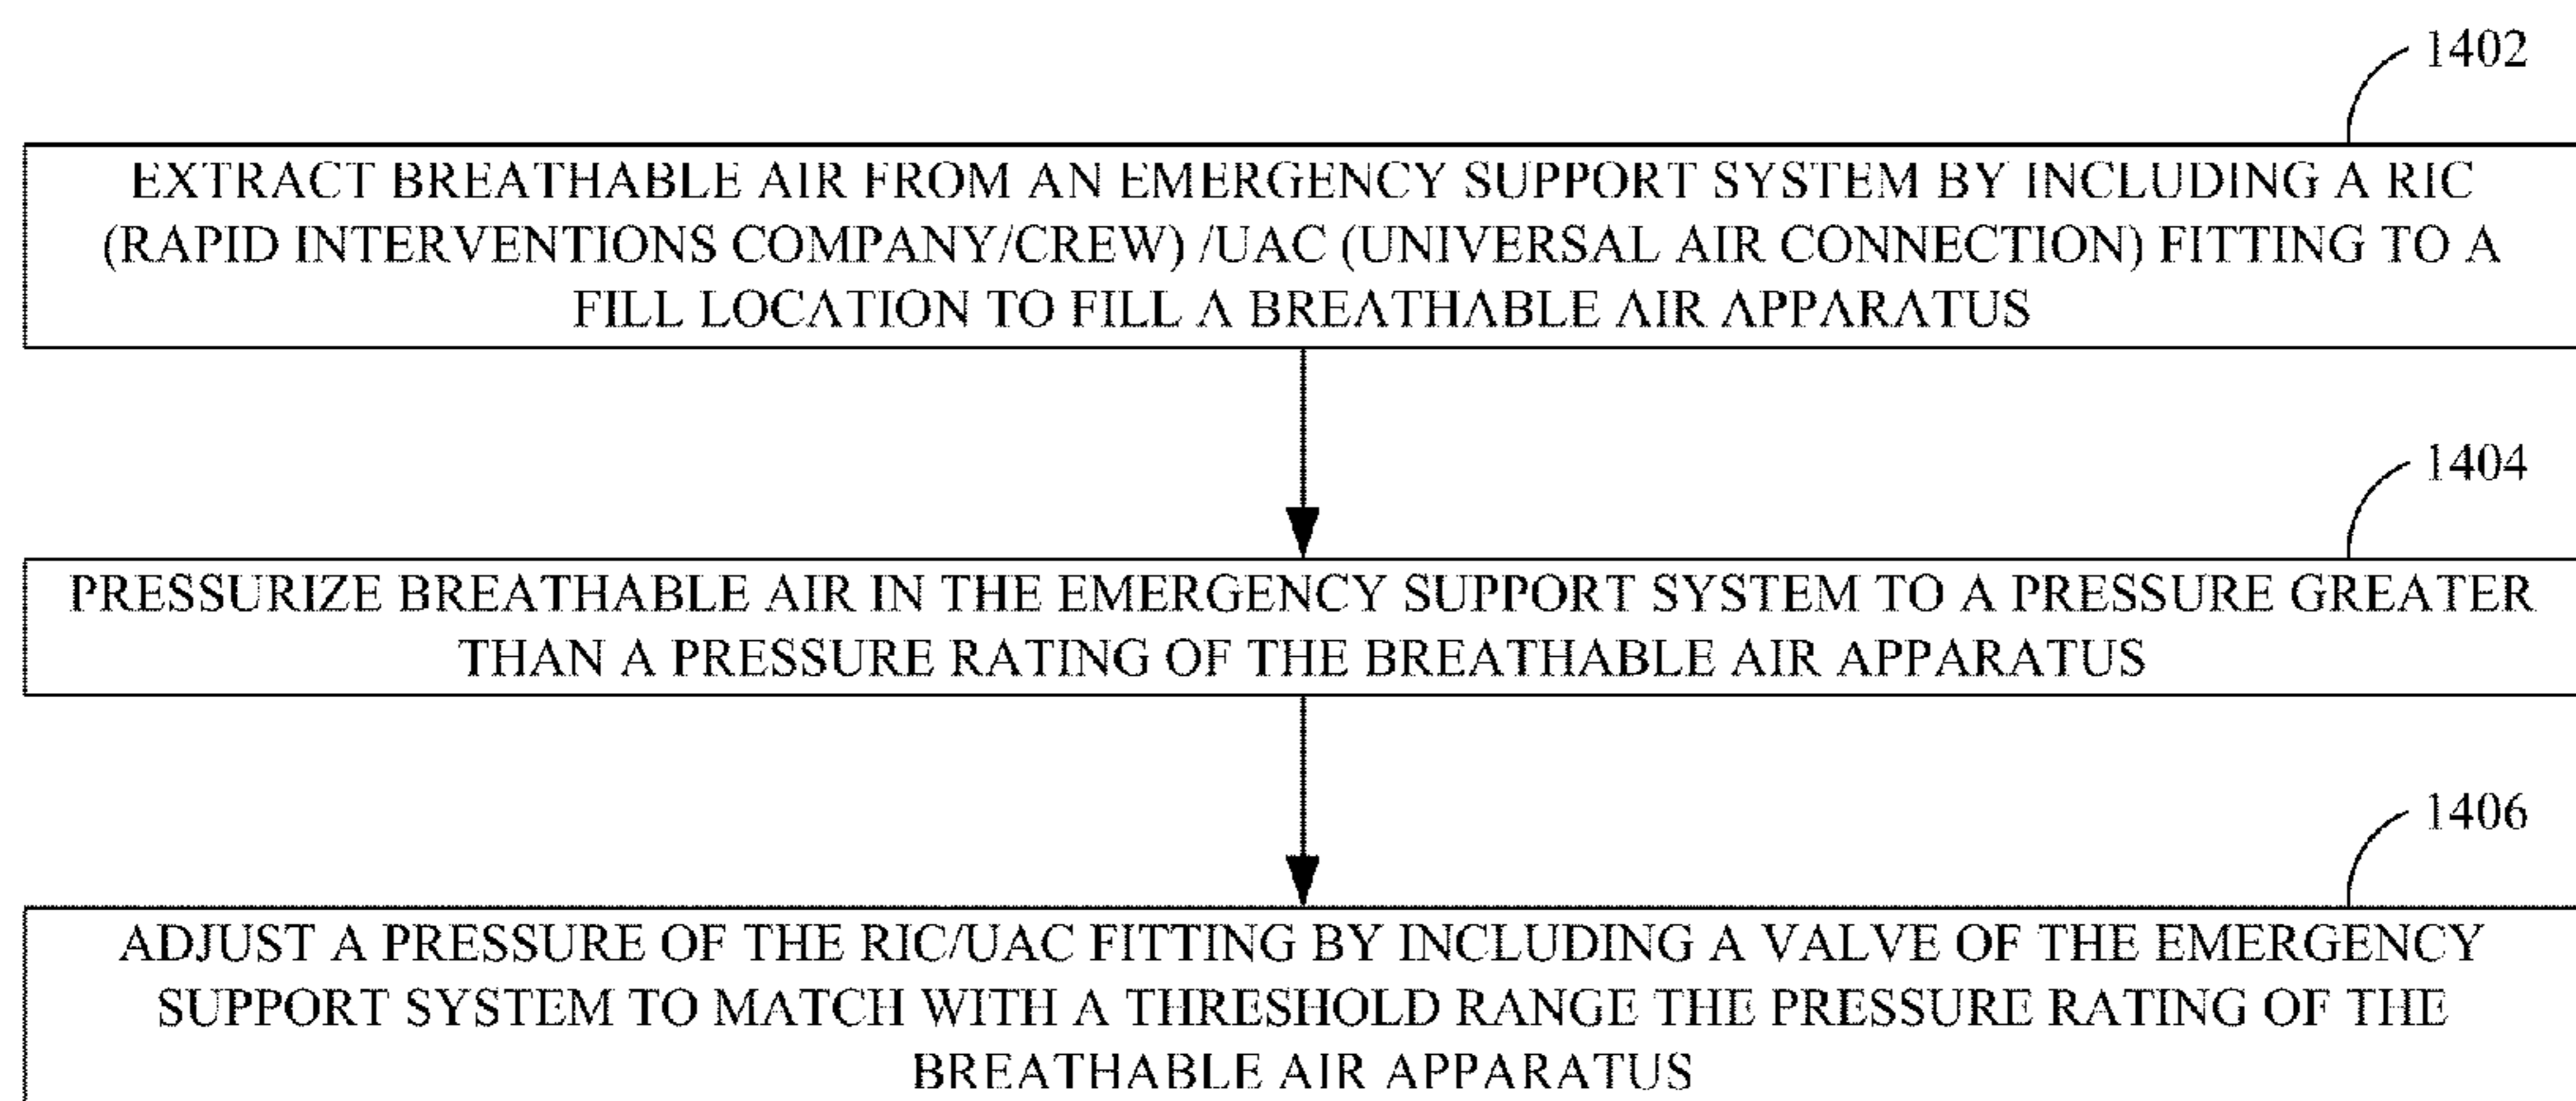 1402
EXTRACT BREATHABLE AIR FROM AN EMERGENCY SUPPORT SYSTEM BY INCLUDING A RIC
(RAPID INTERVENTIONS COMPANY/CREW) /UAC (UNIVERSAL AIR CONNECTION) FITTING TO A
FILL LOCATION TO FILL A BREATHABLE AIR APPARATUS
1404
PRESSURIZE BREATHABLE AIR IN THE EMERGENCY SUPPORT SYSTEM TO A PRESSURE GREATER
THAN A PRESSURE RATING OF THE BREATHABLE AIR APPARATUS
1406
ADJUST A PRESSURE OF THE RIC/UAC FITTING BY INCLUDING A VALVE OF THE EMERGENCY
SUPPORT SYSTEM TO MATCH WITH A THRESHOLD RANGE THE PRESSURE RATING OF THE
BREATHABLE AIR APPARATUS